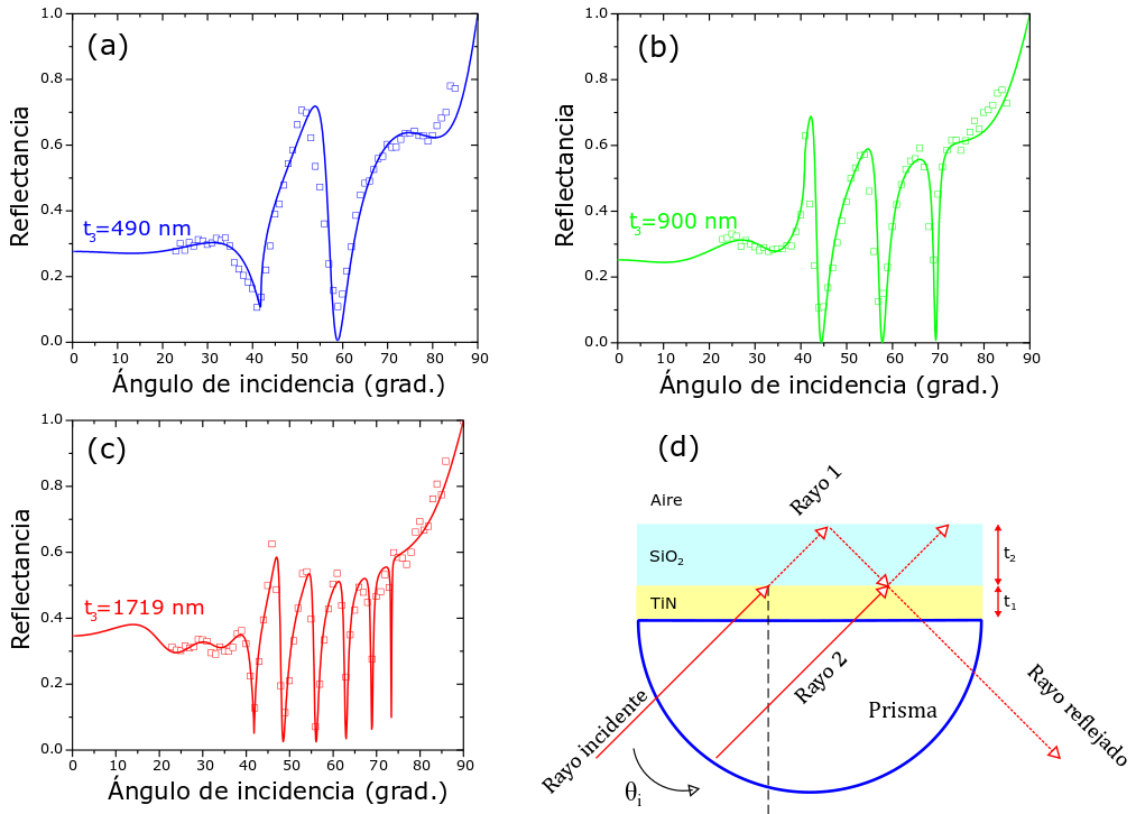 (a)
Reflectancia
1.0
0.8
0.6
0.4
0.2
0.0
t₃=490 nm
0 10 20 30 40 50 60 70 80 90
Ángulo de incidencia (grad.)
(b)
Reflectancia
1.0
0.8
0.6
0.4
0.2
0.0
t₃=900 nm
0 10 20 30 40 50 60 70 80 90
Ángulo de incidencia (grad.)
(c)
Reflectancia
1.0
0.8
0.6
0.4
0.2
0.0
t₃=1719 nm
0 10 20 30 40 50 60 70 80 90
Ángulo de incidencia (grad.)
(d)
Aire
Rayo 1
SiO₂
t₂
TiN
t₁
Rayo 2
Prisma
Rayo incidente
Rayo reflejado
θᵢ